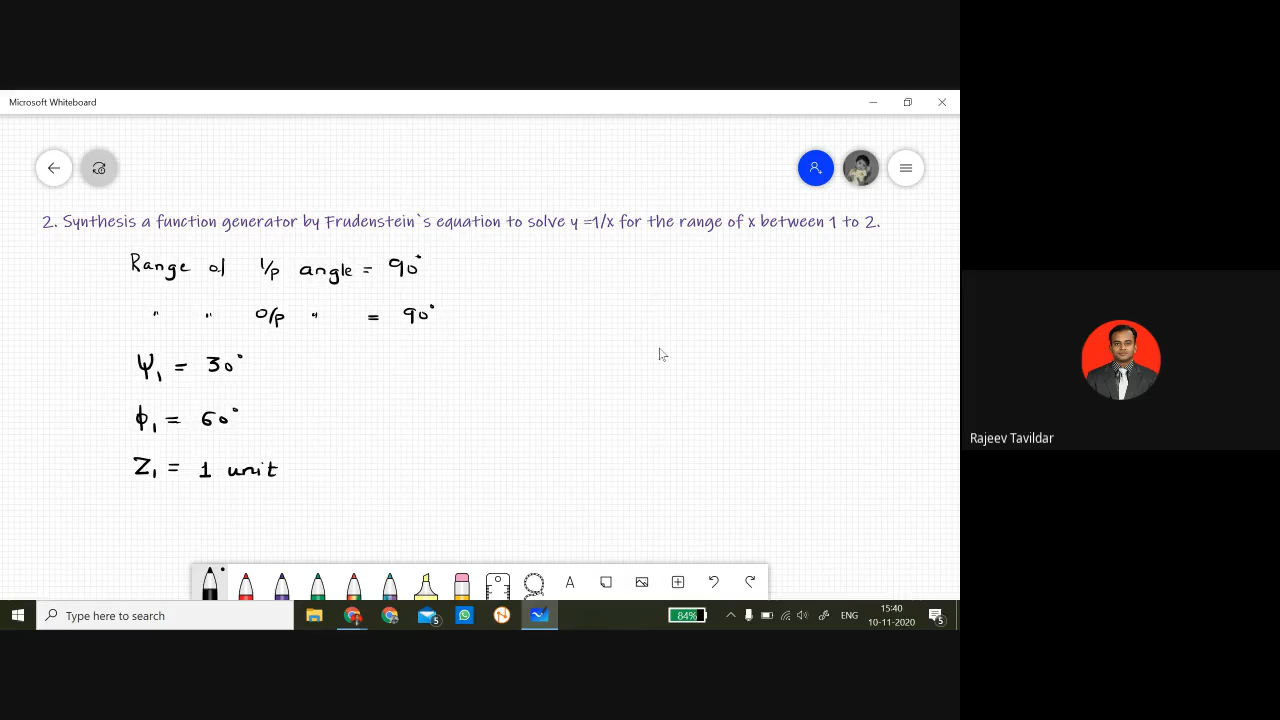 Microsoft Whiteboard
2. Synthesis a function generator by Frudenstein`s equation to solve y =1/x for the range of x between 1 to 2.
Range of i/p angle = 90°
" " o/p " = 90°
Ψ₁ = 30°
ϕ₁ = 60°
Z₁ = 1 unit
Rajeev Tavildar
A
Type here to search
5
84%
ENG
15:40
10-11-2020
5